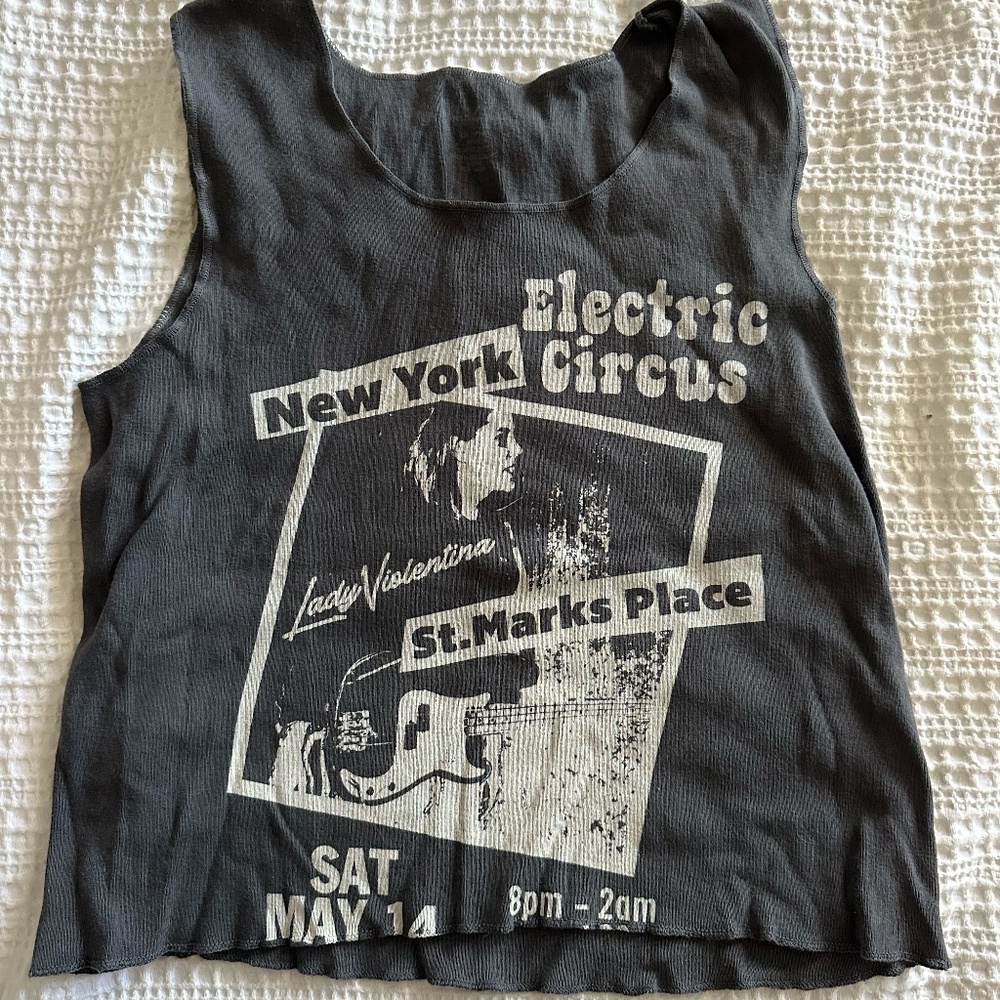 Electric
Circus
New York
Lady Violentina
St.Marks Place
SAT
MAY 14
8pm - 2am